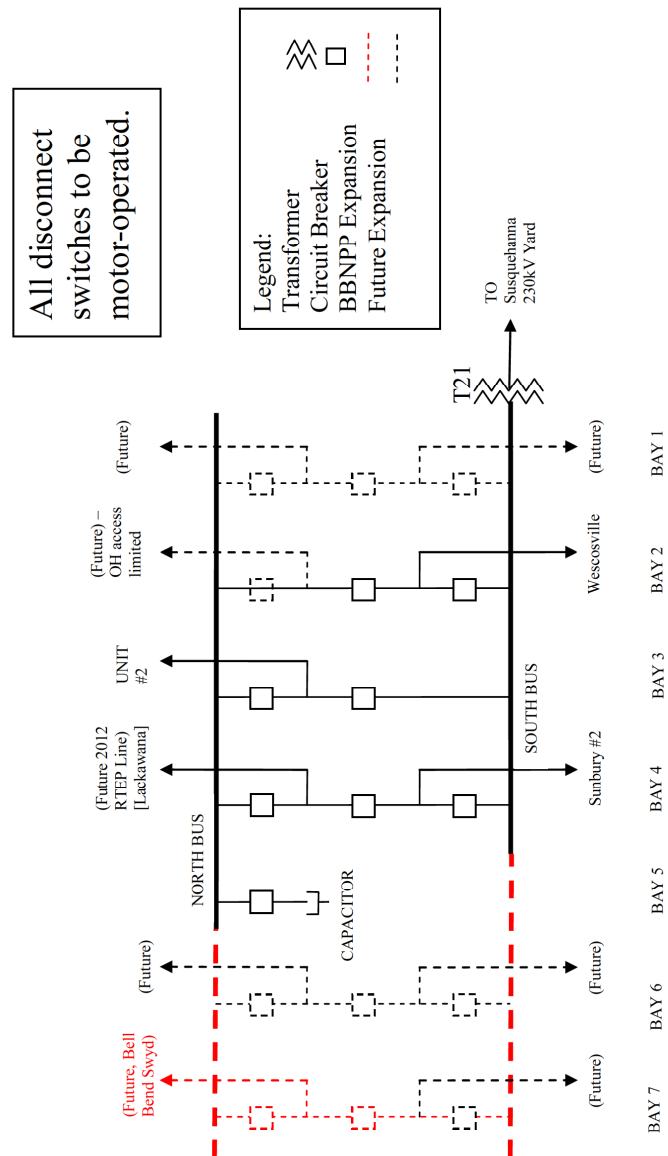 All disconnect
switches to be
motor-operated.
Legend:
Transformer
Circuit Breaker
BBNPP Expansion
Future Expansion
(Future, Bell
Bend Swyd)
(Future)
(Future 2012
RTEP Line)
[Lackawana]
UNIT
#2
(Future) –
OH access
limited
(Future)
NORTH BUS
CAPACITOR
T21
TO
Susquehanna
230kV Yard
SOUTH BUS
(Future)
(Future)
Sunbury #2
Wescosville
(Future)
BAY 7
BAY 6
BAY 5
BAY 4
BAY 3
BAY 2
BAY 1